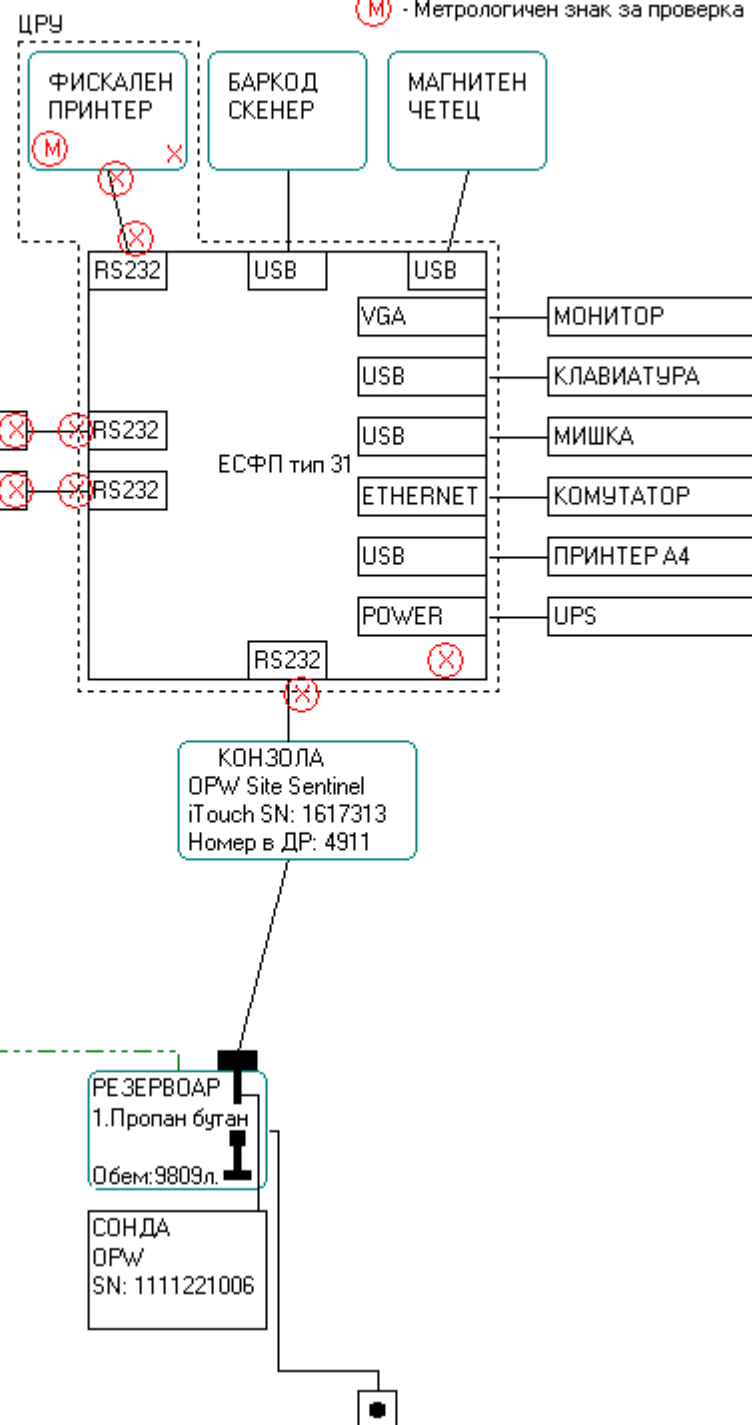 (M) - Метрологичен знак за проверка
ЦРУ
ФИСКАЛЕН
ПРИНТЕР
M
X
БАРКОД
СКЕНЕР
МАГНИТЕН
ЧЕТЕЦ
X
X
RS232
USB
USB
VGA
МОНИТОР
USB
КЛАВИАТУРА
X
X
RS232
USB
МИШКА
ЕСФП тип 31
X
X
RS232
ETHERNET
КОМУТАТОР
USB
ПРИНТЕР А4
POWER
UPS
RS232
X
X
КОНЗОЛА
OPW Site Sentinel
iTouch SN: 1617313
Номер в ДР: 4911
РЕЗЕРВОАР
1.Пропан бутан
Обем:9809л.
СОНДА
OPW
SN: 1111221006